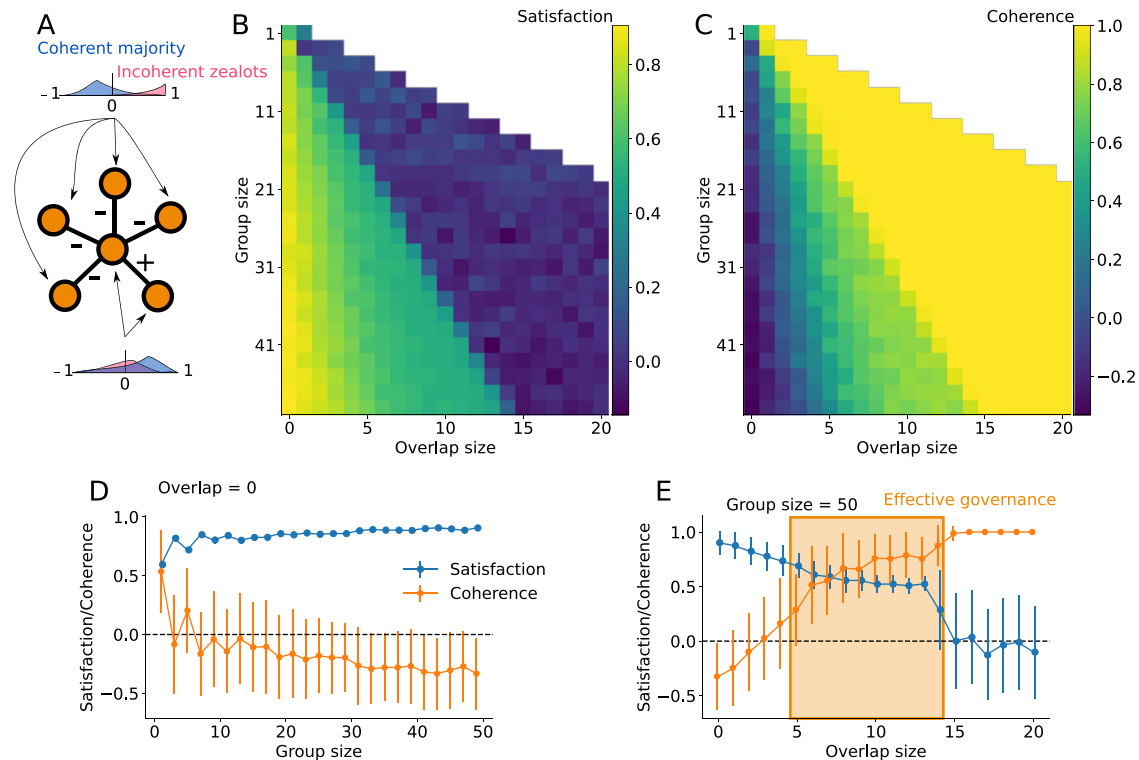 A
Coherent majority
Incoherent zealots
-1
1
0
-
-
-
-
+
-1
0
1
B
Satisfaction
Group size
1
11
21
31
41
0
5
10
15
20
Overlap size
0.8
0.6
0.4
0.2
0.0
C
Coherence
Group size
1
11
21
31
41
0
5
10
15
20
Overlap size
1.0
0.8
0.6
0.4
0.2
0.0
−0.2
D
Overlap = 0
Satisfaction/Coherence
1.0
0.5
0.0
−0.5
Satisfaction
Coherence
0
10
20
30
40
50
Group size
E
Group size = 50
Effective governance
Satisfaction/Coherence
1.0
0.5
0.0
−0.5
0
5
10
15
20
Overlap size